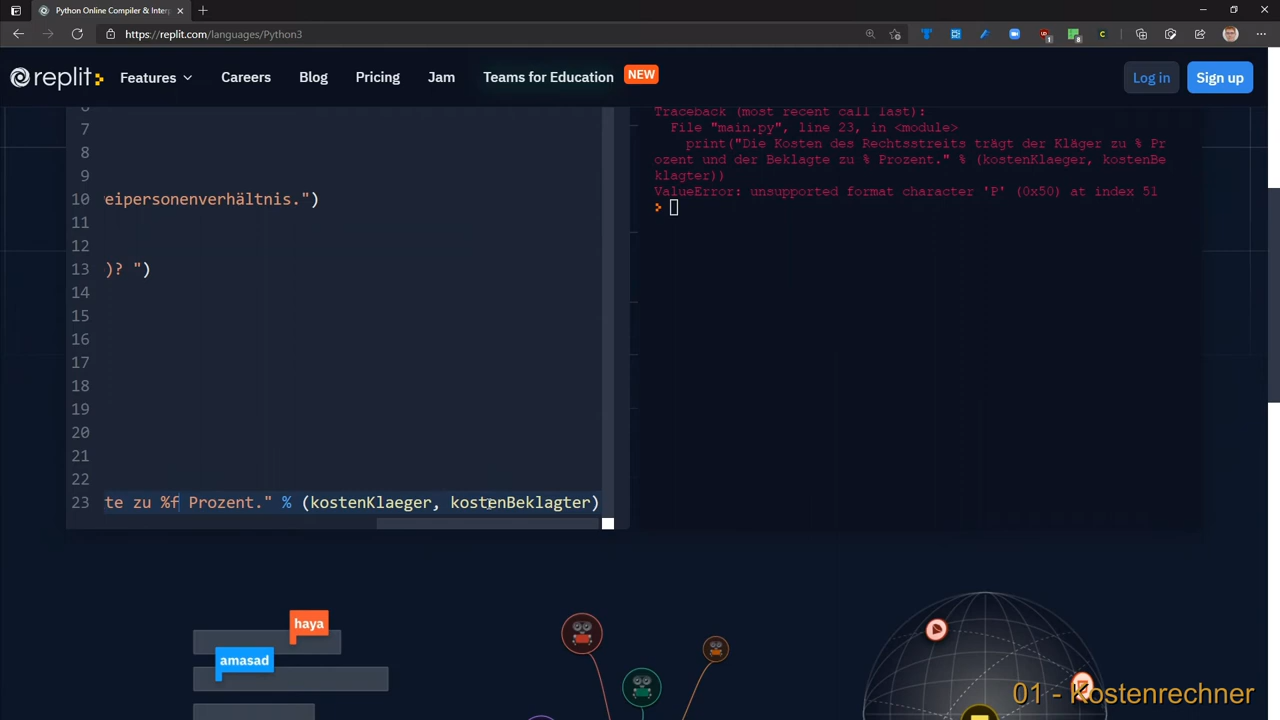 Python Online Compiler & Interp
https://replit.com/languages/Python3
replit
Features
Careers
Blog
Pricing
Jam
Teams for Education
NEW
Log in
Sign up
7
8
9
10 eipersonenverhältnis.")
11
12
13 )? ")
14
15
16
17
18
19
20
21
22
23 te zu %f Prozent." % (kostenKlaeger, kostenBeklagter)
Traceback (most recent call last):
File "main.py", line 23, in <module>
print("Die Kosten des Rechtsstreits trägt der Kläger zu % Pr
ozent und der Beklagte zu % Prozent." % (kostenKlaeger, kostenBe
klagter))
ValueError: unsupported format character 'P' (0x50) at index 51
haya
amasad
01 - Kostenrechner